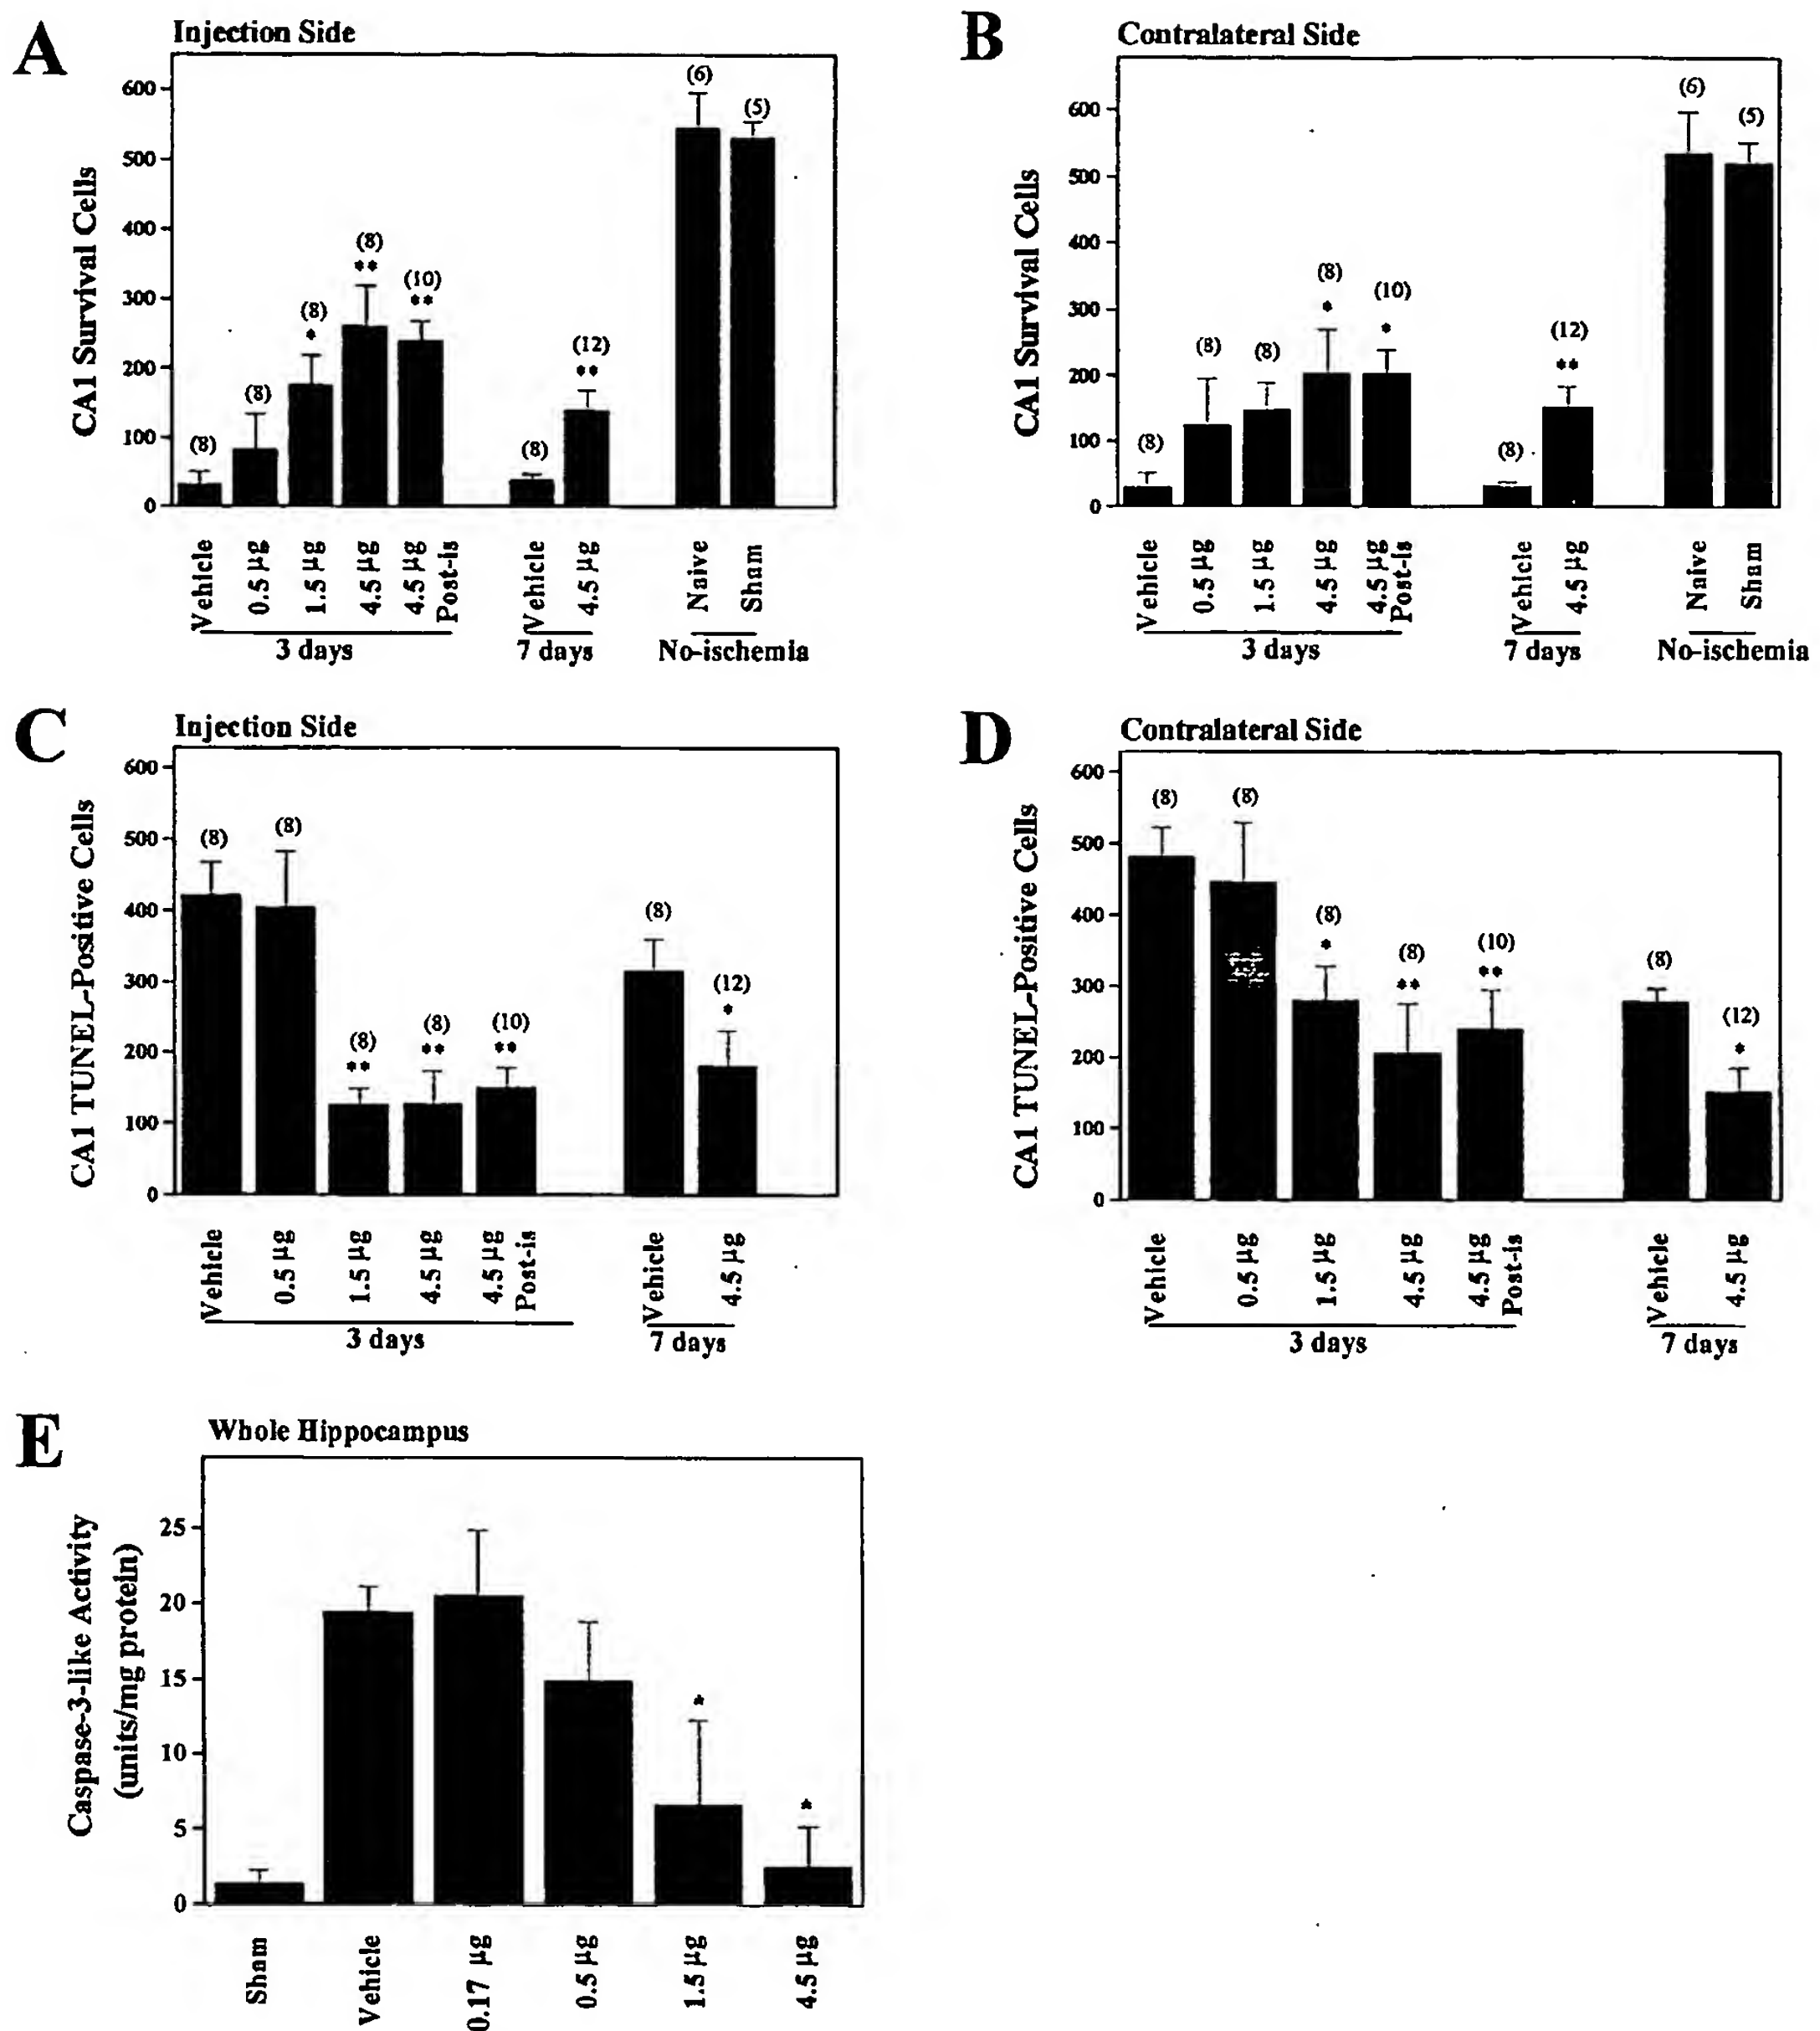 A
Injection Side
CA1 Survival Cells
600
500
400
300
200
100
0
(8)
(8)
(8)
*
(8)
**
(10)
**
(8)
(12)
**
(6)
(5)
Vehicle
0.5 µg
1.5 µg
4.5 µg
4.5 µg
Post-is
Vehicle
4.5 µg
Naive
Sham
3 days
7 days
No-ischemia
B
Contralateral Side
CA1 Survival Cells
600
500
400
300
200
100
0
(8)
(8)
(8)
(8)
*
(10)
*
(8)
(12)
**
(6)
(5)
Vehicle
0.5 µg
1.5 µg
4.5 µg
4.5 µg
Post-is
Vehicle
4.5 µg
Naive
Sham
3 days
7 days
No-ischemia
C
Injection Side
CA1 TUNEL-Positive Cells
600
500
400
300
200
100
0
(8)
(8)
(8)
**
(8)
**
(10)
**
(8)
(12)
*
Vehicle
0.5 µg
1.5 µg
4.5 µg
4.5 µg
Post-is
Vehicle
4.5 µg
3 days
7 days
D
Contralateral Side
CA1 TUNEL-Positive Cells
600
500
400
300
200
100
0
(8)
(8)
(8)
*
(8)
**
(10)
**
(8)
(12)
*
Vehicle
0.5 µg
1.5 µg
4.5 µg
4.5 µg
Post-is
Vehicle
4.5 µg
3 days
7 days
E
Whole Hippocampus
Caspase-3-like Activity
(units/mg protein)
25
20
15
10
5
0
*
*
Sham
Vehicle
0.17 µg
0.5 µg
1.5 µg
4.5 µg